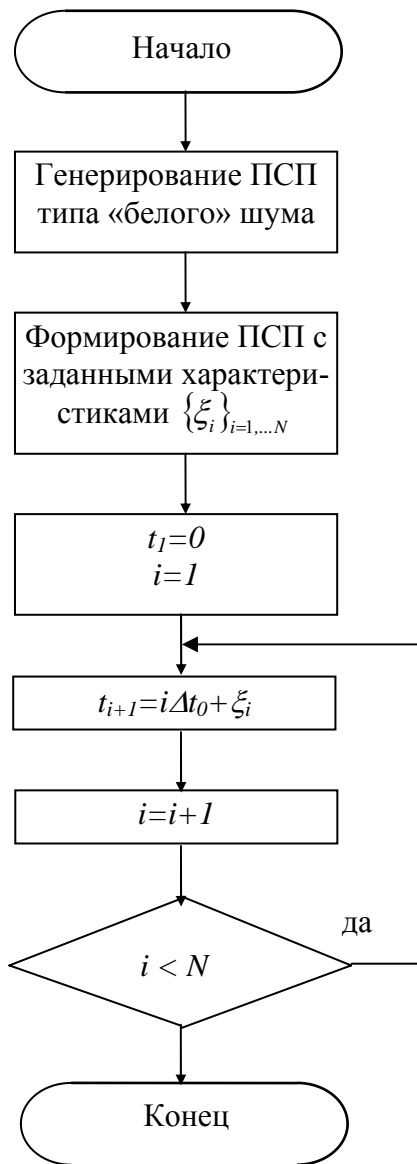 Начало
Генерирование ПСП
типа «белого» шума
Формирование ПСП с
заданными характери-
стиками {ξᵢ}ᵢ₌₁,...N
t₁=0
i=1
tᵢ₊₁=iΔt₀+ξᵢ
i=i+1
да
i < N
Конец